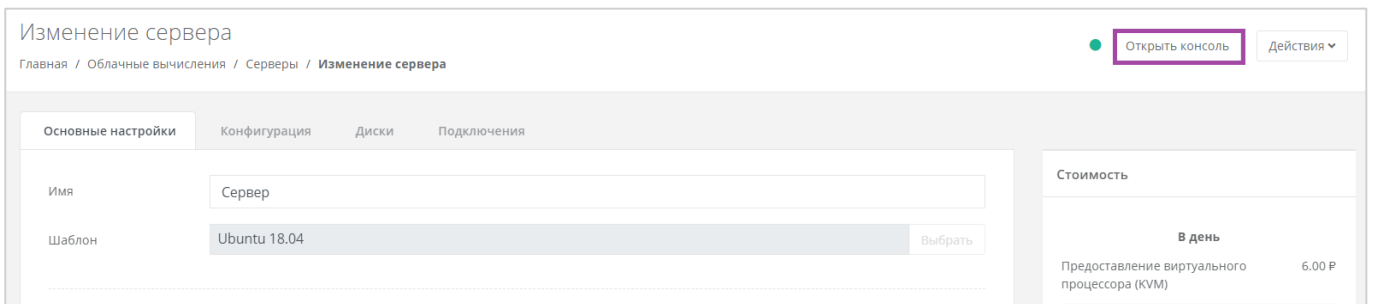 Изменение сервера
Главная / Облачные вычисления / Серверы / Изменение сервера
Открыть консоль
Действия
Основные настройки
Конфигурация
Диски
Подключения
Имя
Сервер
Шаблон
Ubuntu 18.04
Выбрать
Стоимость
В день
Предоставление виртуального
процессора (KVM)
6.00 ₽